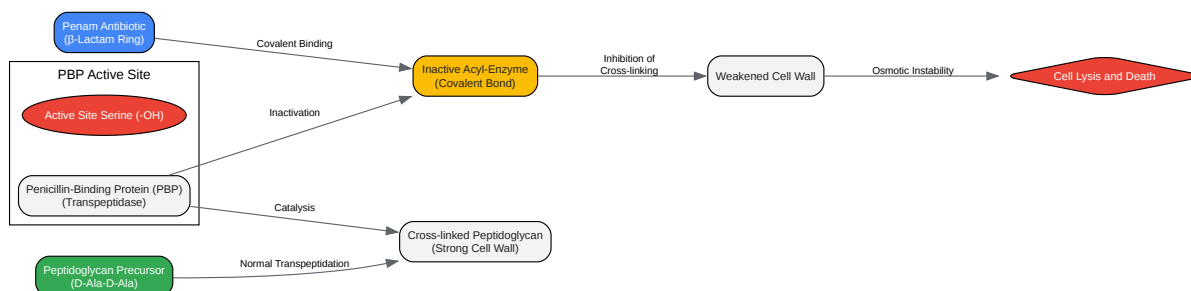 Penam Antibiotic
(β-Lactam Ring)
Covalent Binding
PBP Active Site
Active Site Serine (-OH)
Inactivation
Penicillin-Binding Protein (PBP)
(Transpeptidase)
Catalysis
Peptidoglycan Precursor
(D-Ala-D-Ala)
Normal Transpeptidation
Inactive Acyl-Enzyme
(Covalent Bond)
Cross-linked Peptidoglycan
(Strong Cell Wall)
Inhibition of
Cross-linking
Weakened Cell Wall
Osmotic Instability
Cell Lysis and Death